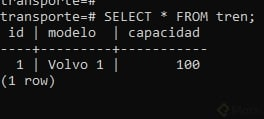 transporte=#
transporte=# SELECT * FROM tren;
 id | modelo  | capacidad
----+---------+-----------
  1 | Volvo 1 |       100
(1 row)